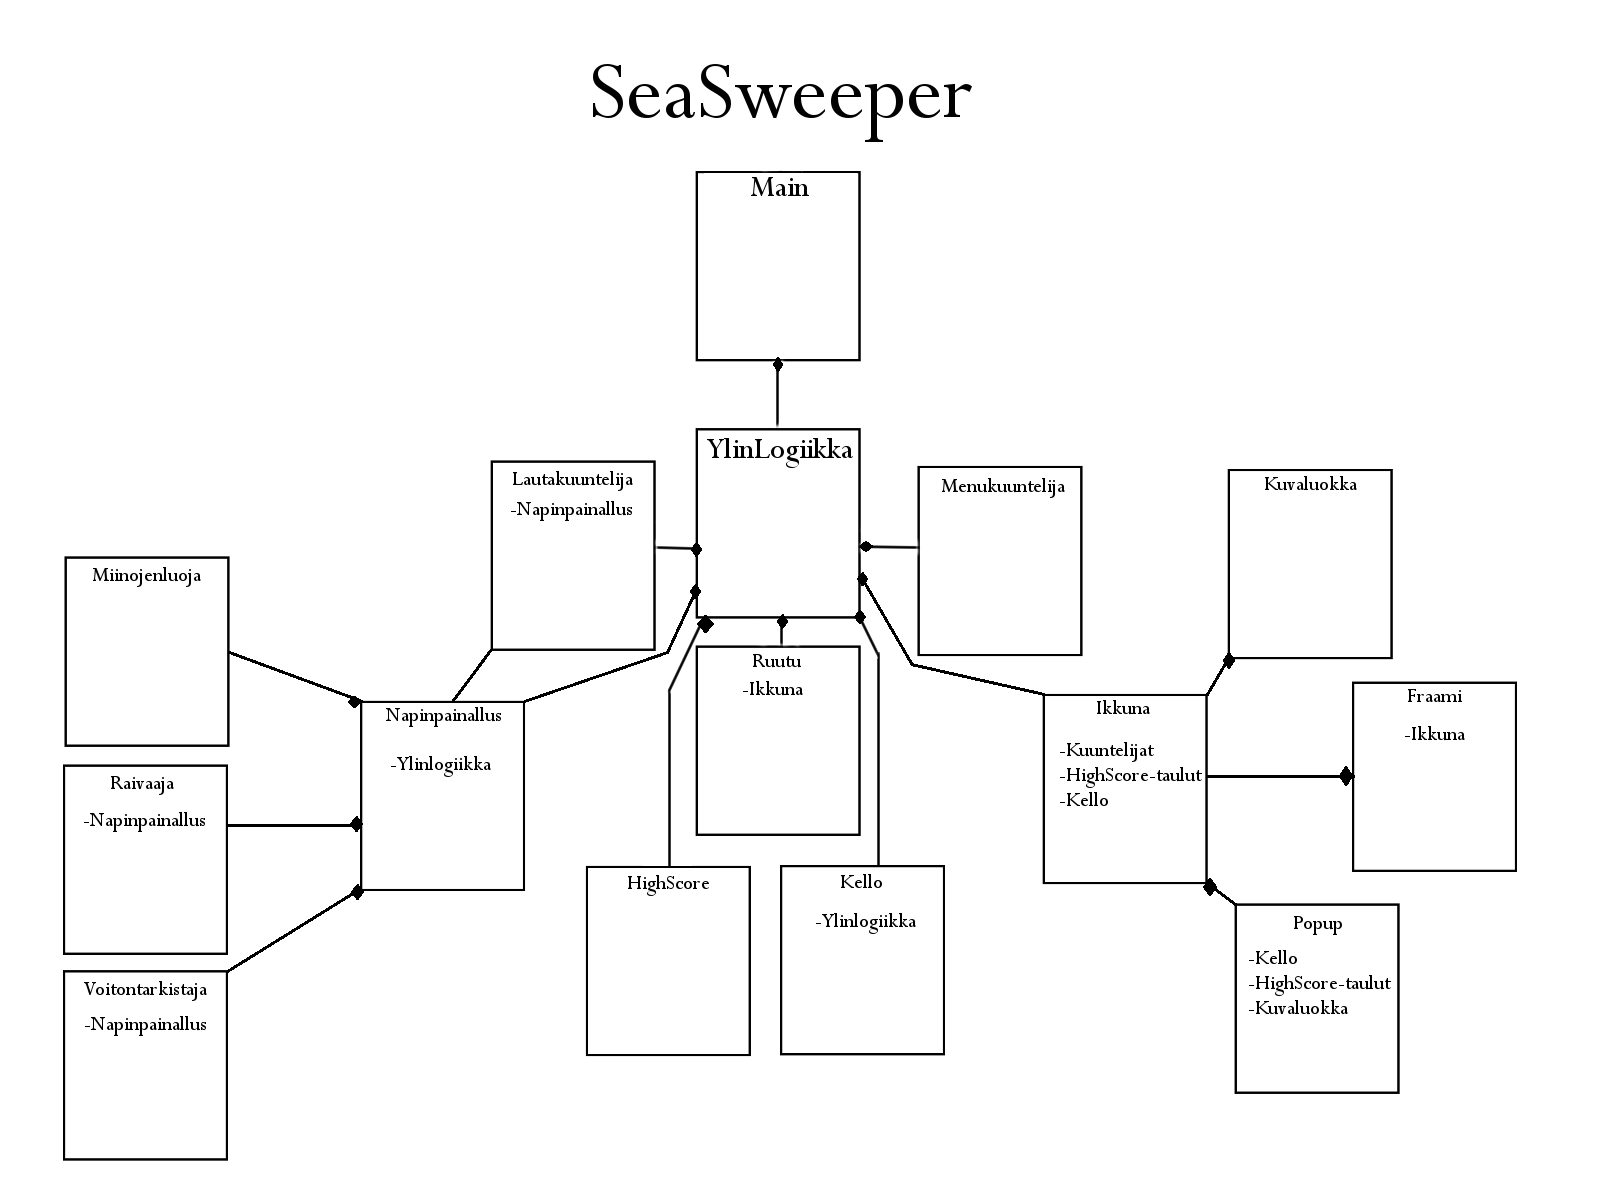 SeaSweeper
Main
YlinLogiikka
Lautakuuntelija
-Napinpainallus
Menukuuntelija
Kuvaluokka
Miinojenluoja
Napinpainallus
-Ylinlogiikka
Ruutu
-Ikkuna
Ikkuna
-Kuuntelijat
-HighScore-taulut
-Kello
Fraami
-Ikkuna
Raivaaja
-Napinpainallus
HighScore
Kello
-Ylinlogiikka
Popup
-Kello
-HighScore-taulut
-Kuvaluokka
Voitontarkistaja
-Napinpainallus